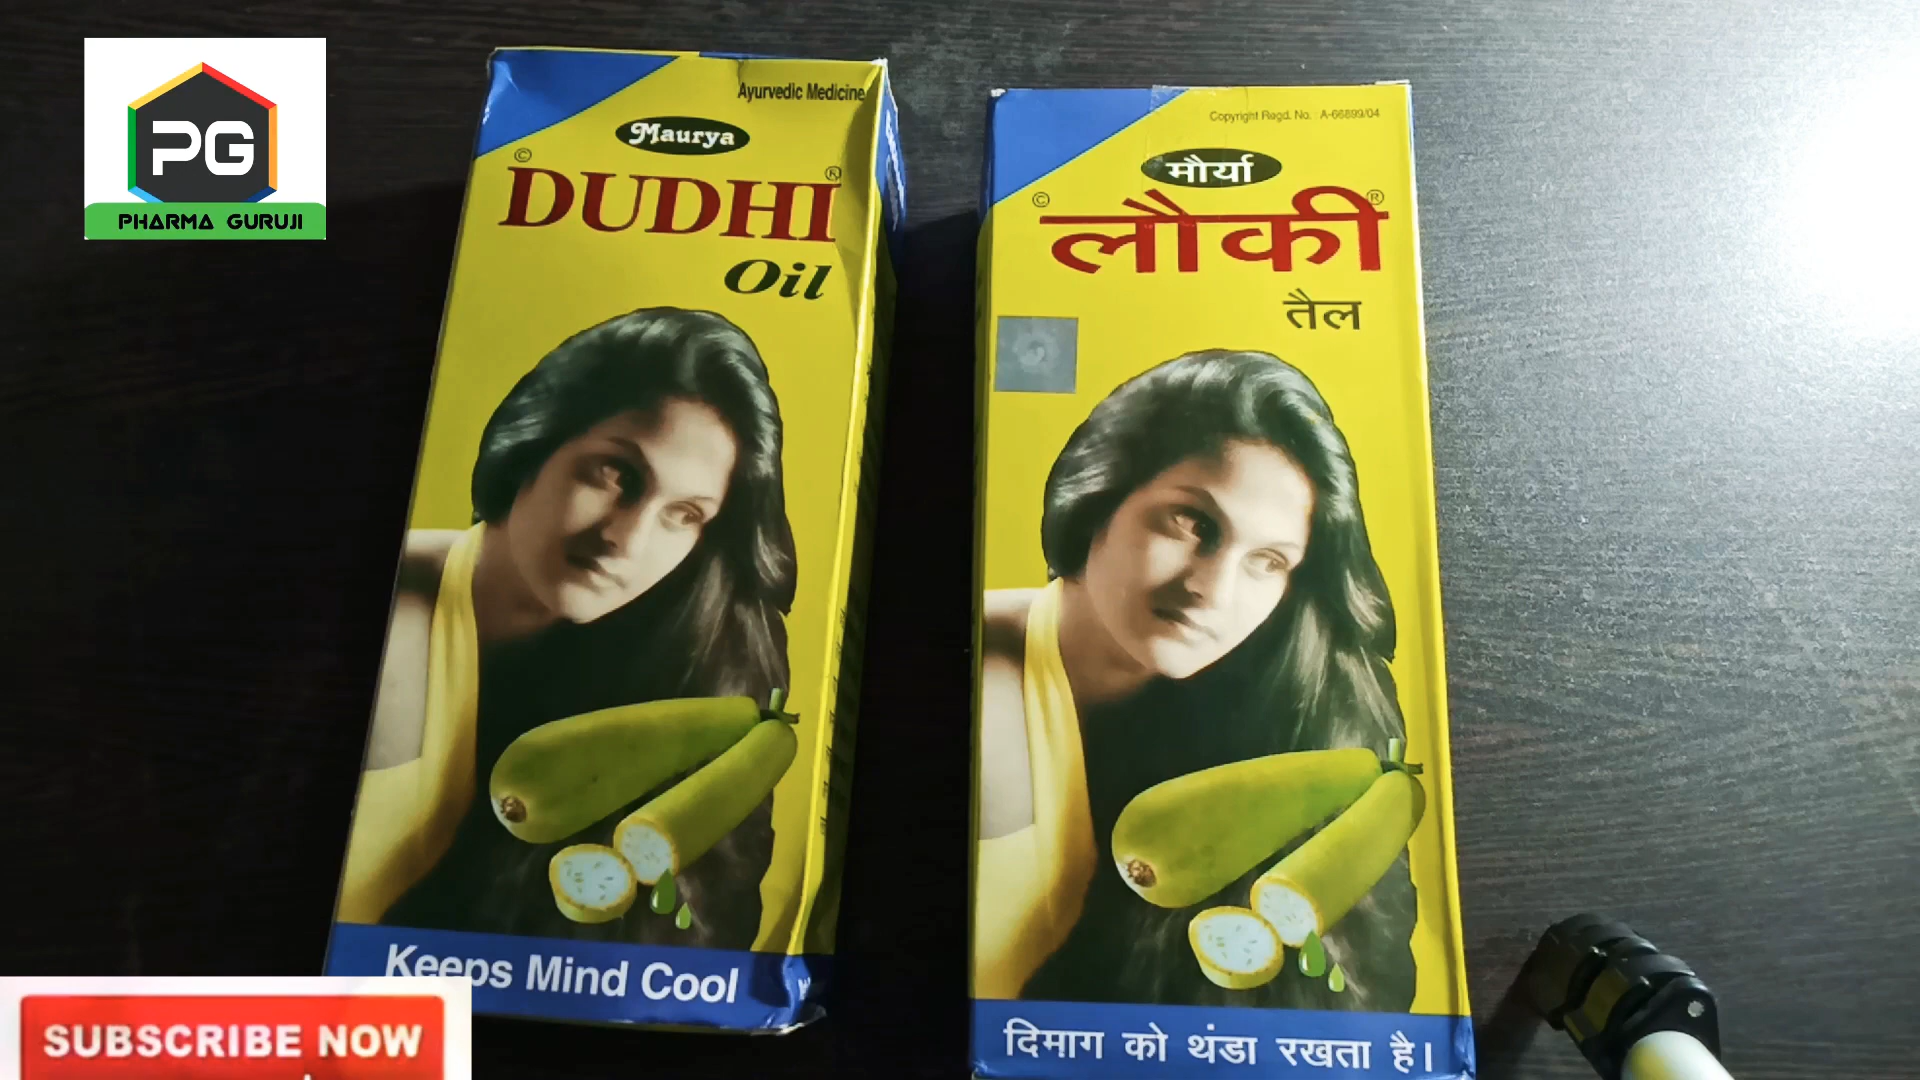 PG
PHARMA GURUJI
Ayurvedic Medicine
Maurya
© DUDHI ®
Oil
Keeps Mind Cool
Copyright Regd. No. A-66899/04
मौर्या
© लौकी ®
तैल
दिमाग को थंडा रखता है।
SUBSCRIBE NOW